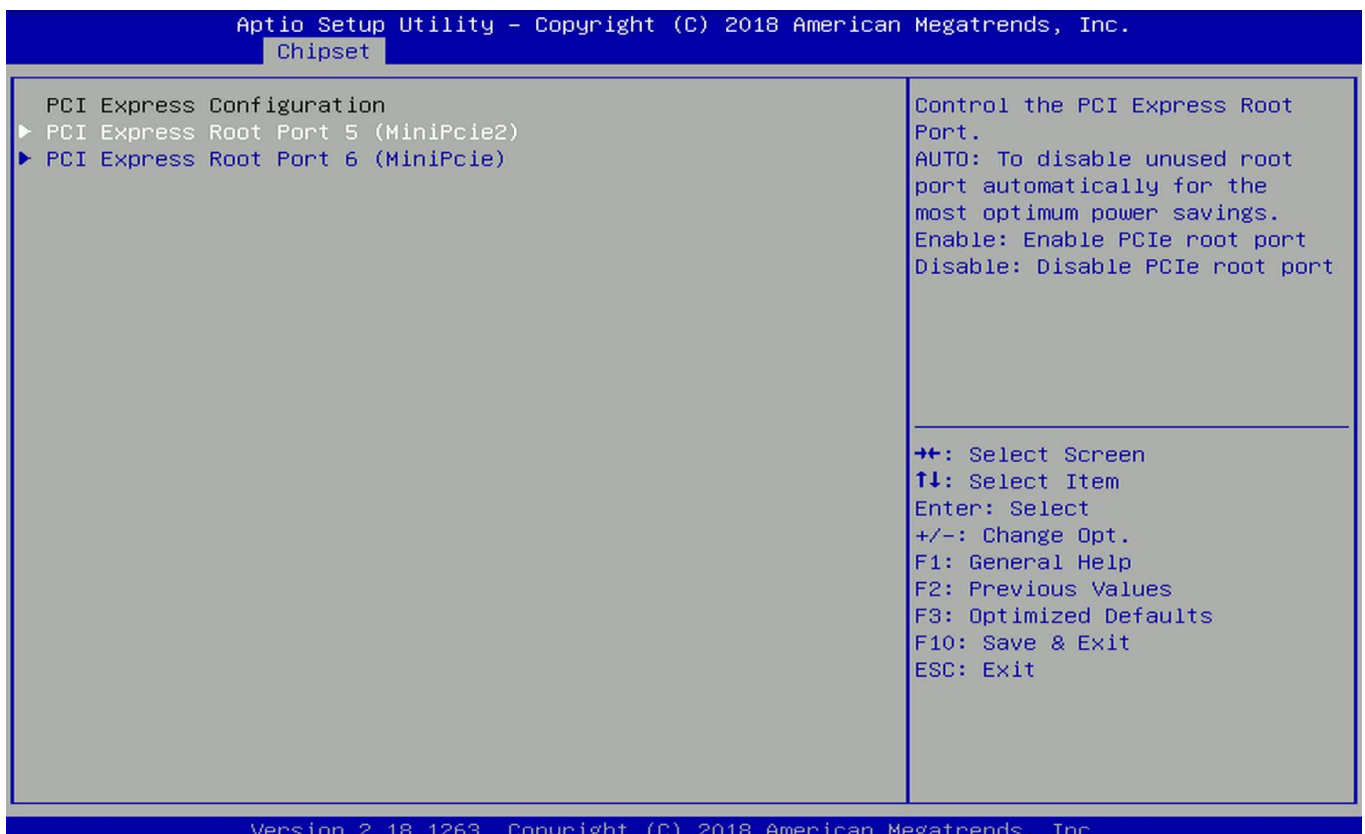 Aptio Setup Utility – Copyright (C) 2018 American Megatrends, Inc.
Chipset
PCI Express Configuration
▶ PCI Express Root Port 5 (MiniPcie2)
▶ PCI Express Root Port 6 (MiniPcie)
Control the PCI Express Root
Port.
AUTO: To disable unused root
port automatically for the
most optimum power savings.
Enable: Enable PCIe root port
Disable: Disable PCIe root port
→←: Select Screen
↑↓: Select Item
Enter: Select
+/-: Change Opt.
F1: General Help
F2: Previous Values
F3: Optimized Defaults
F10: Save & Exit
ESC: Exit
Version 2.18.1263. Copyright (C) 2018 American Megatrends, Inc.